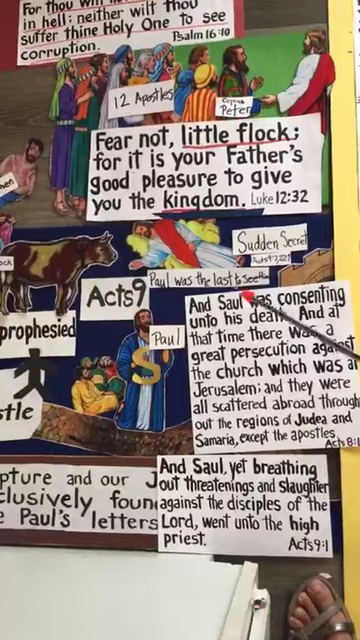 For thou wilt no
in hell; neither wilt thou
suffer thine Holy One to see
corruption. Psalm 16:10
12 Apostles
Peter
Fear not, little flock;
for it is your Father's
good pleasure to give
you the kingdom. Luke 12:32
Sudden Secret
Paul was the last to see
Acts9
And Saul was consenting
unto his death. And at
that time there was a
great persecution against
the church which was at
Jerusalem; and they were
all scattered abroad through
out the regions of Judea and
Samaria, except the apostles.
Acts 8:1
prophesied
Paul
S
stle
pture and our J
lusively foun
e Paul's letters
And Saul, yet breathing
out threatenings and slaughter
against the disciples of the
Lord, went unto the high
priest. Acts 9:1